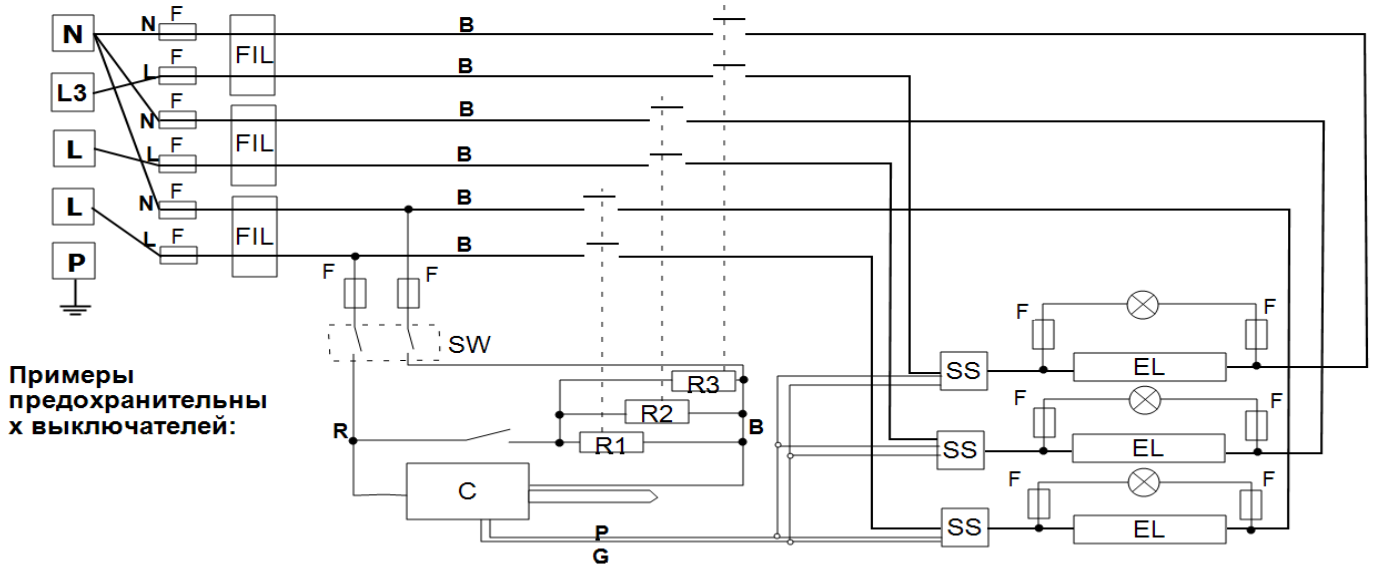 N F N FIL B
L3 L F B
F N FIL B
L L F B
L N F FIL B
L F B
P F F
SW
F F
SS EL
Примеры
предохранительны
х выключателей:
R3
R2
R B
R1
F F
SS EL
C
F F
SS EL
P
G